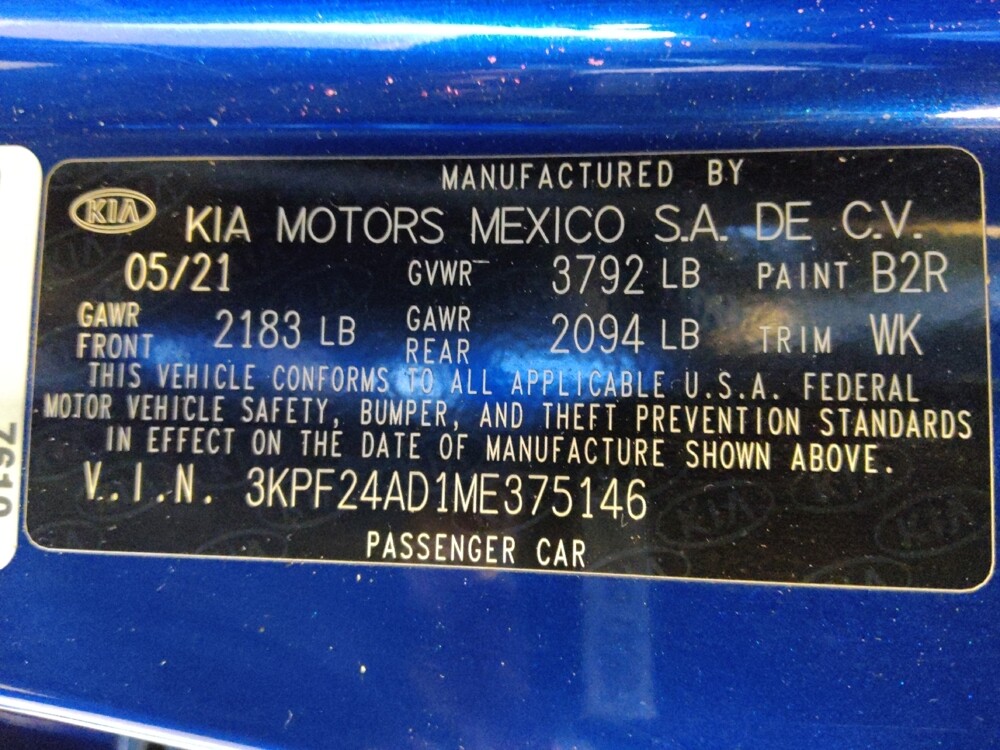 MANUFACTURED BY
KIA
KIA MOTORS MEXICO S.A. DE C.V.
05/21 GVWR 3792 LB PAINT B2R
GAWR FRONT 2183 LB GAWR REAR 2094 LB TRIM WK
THIS VEHICLE CONFORMS TO ALL APPLICABLE U.S.A. FEDERAL
MOTOR VEHICLE SAFETY, BUMPER, AND THEFT PREVENTION STANDARDS
IN EFFECT ON THE DATE OF MANUFACTURE SHOWN ABOVE.
V.I.N. 3KPF24AD1ME375146
PASSENGER CAR